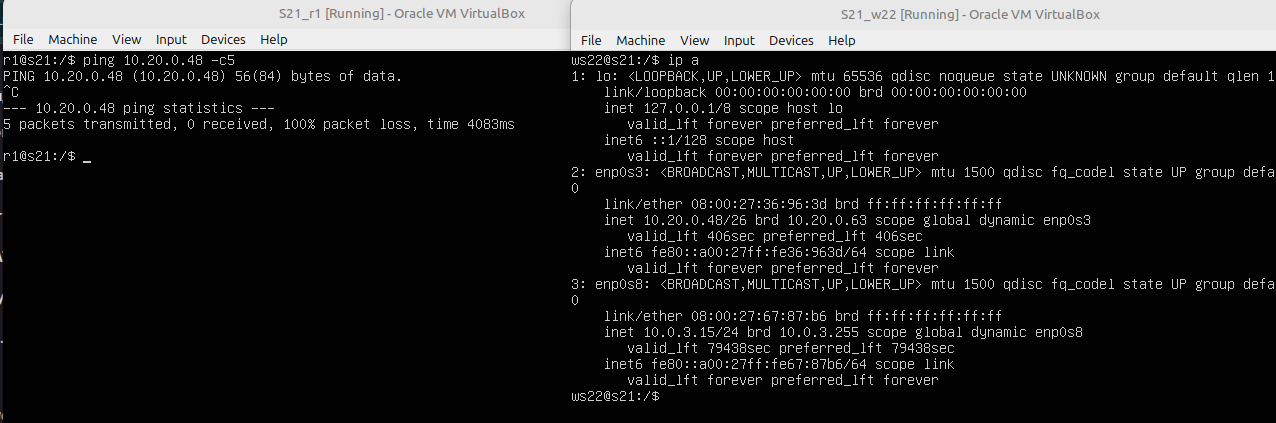 S21_r1 [Running] - Oracle VM VirtualBox
File Machine View Input Devices Help
r1@s21:/$ ping 10.20.0.48 -c5
PING 10.20.0.48 (10.20.0.48) 56(84) bytes of data.
^C
--- 10.20.0.48 ping statistics ---
5 packets transmitted, 0 received, 100% packet loss, time 4083ms
r1@s21:/$ _
S21_w22 [Running] - Oracle VM VirtualBox
File Machine View Input Devices Help
ws22@s21:/$ ip a
1: lo: <LOOPBACK,UP,LOWER_UP> mtu 65536 qdisc noqueue state UNKNOWN group default qlen 1
link/loopback 00:00:00:00:00:00 brd 00:00:00:00:00:00
inet 127.0.0.1/8 scope host lo
valid_lft forever preferred_lft forever
inet6 ::1/128 scope host
valid_lft forever preferred_lft forever
2: enp0s3: <BROADCAST,MULTICAST,UP,LOWER_UP> mtu 1500 qdisc fq_codel state UP group defa
0
link/ether 08:00:27:36:96:3d brd ff:ff:ff:ff:ff:ff
inet 10.20.0.48/26 brd 10.20.0.63 scope global dynamic enp0s3
valid_lft 406sec preferred_lft 406sec
inet6 fe80::a00:27ff:fe36:963d/64 scope link
valid_lft forever preferred_lft forever
3: enp0s8: <BROADCAST,MULTICAST,UP,LOWER_UP> mtu 1500 qdisc fq_codel state UP group defa
0
link/ether 08:00:27:67:87:b6 brd ff:ff:ff:ff:ff:ff
inet 10.0.3.15/24 brd 10.0.3.255 scope global dynamic enp0s8
valid_lft 79438sec preferred_lft 79438sec
inet6 fe80::a00:27ff:fe67:87b6/64 scope link
valid_lft forever preferred_lft forever
ws22@s21:/$